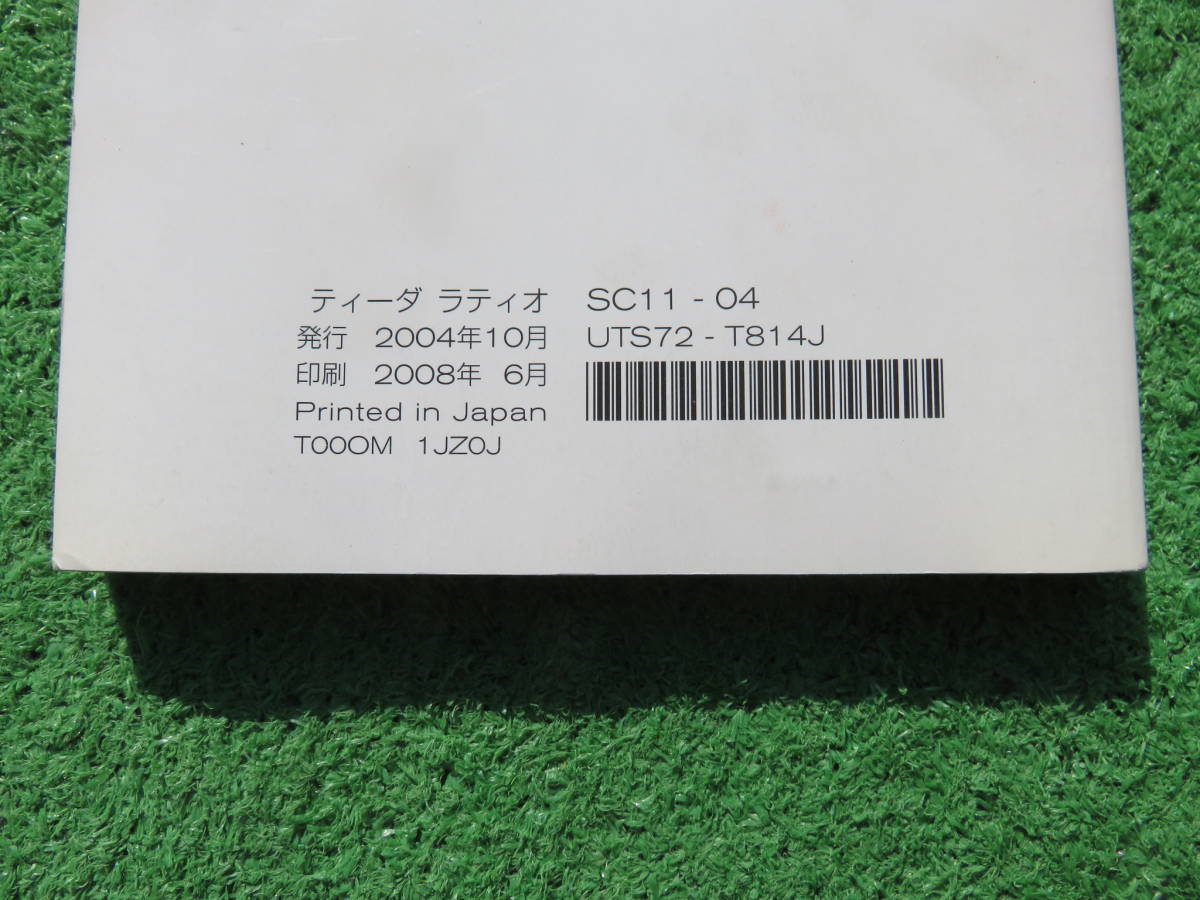 ティーダ ラティオ SC11 - 04
発行 2004年10月 UTS72 - T814J
印刷 2008年 6月
Printed in Japan
T00OM 1JZ0J